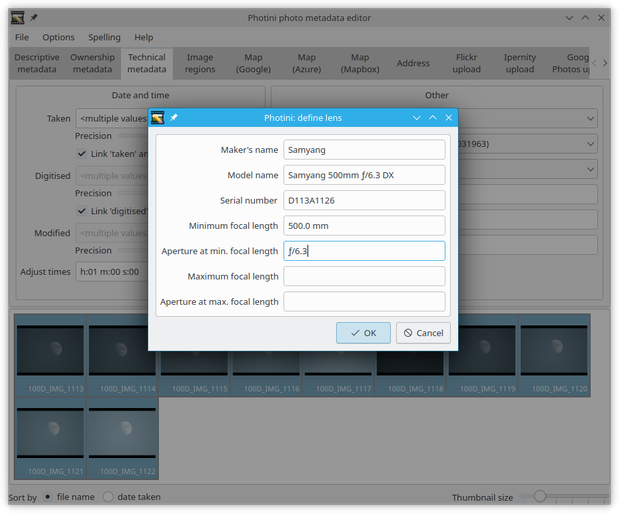 Photini photo metadata editor
File Options Spelling Help
Descriptive metadata
Ownership metadata
Technical metadata
Image regions
Map (Google)
Map (Azure)
Map (Mapbox)
Address
Flickr upload
Ipernity upload
Goog
Photos up
Date and time
Other
Taken <multiple values
Precision
Link 'taken' an
Digitised <multiple values
Precision
Link 'digitised'
Modified <multiple values
Precision
Adjust times h:01 m:00 s:00
031963)
Photini: define lens
Maker's name Samyang
Model name Samyang 500mm ƒ/6.3 DX
Serial number D113A1126
Minimum focal length 500.0 mm
Aperture at min. focal length ƒ/6.3
Maximum focal length
Aperture at max. focal length
OK Cancel
100D_IMG_1113 100D_IMG_1114 100D_IMG_1115 100D_IMG_1116 100D_IMG_1117 100D_IMG_1118 100D_IMG_1119 100D_IMG_1120
100D_IMG_1121 100D_IMG_1122
Sort by file name date taken Thumbnail size